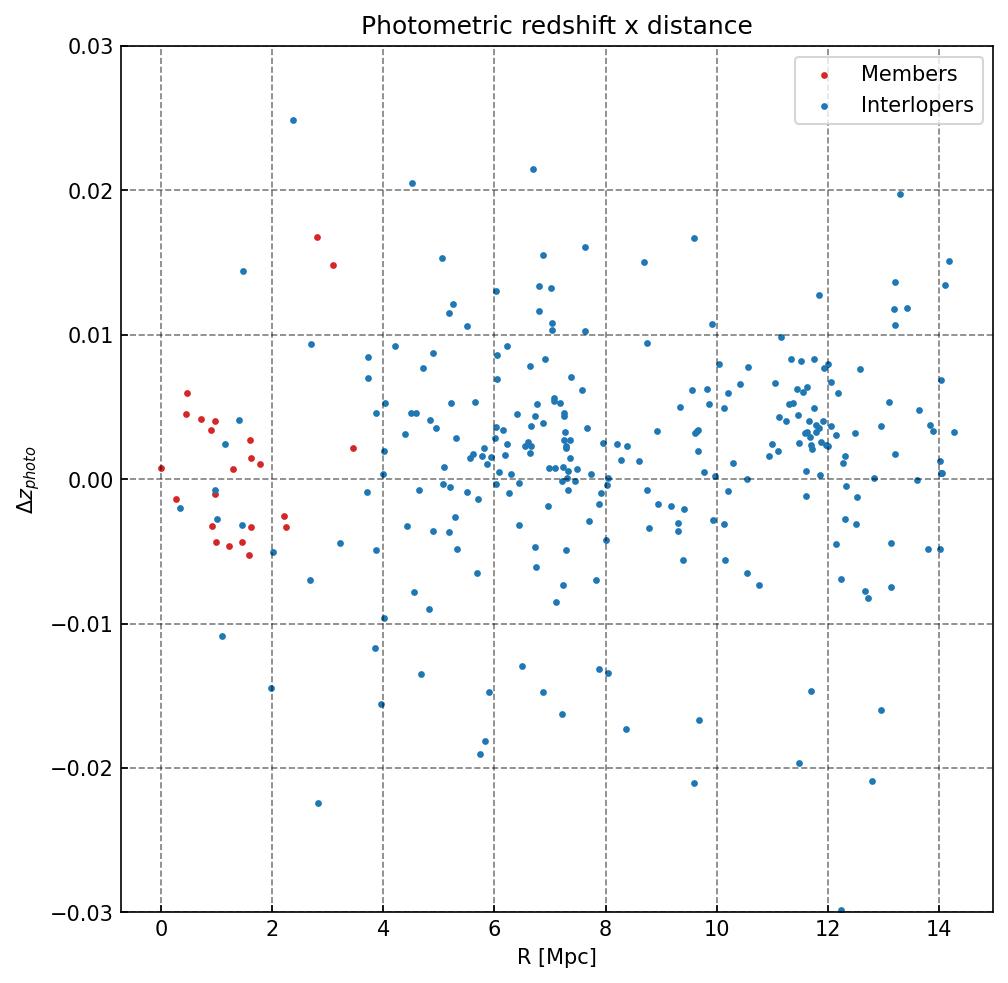 Photometric redshift x distance
Members
Interlopers
0.03
0.02
0.01
0.00
−0.01
−0.02
−0.03
Δz_photo
0 2 4 6 8 10 12 14
R [Mpc]